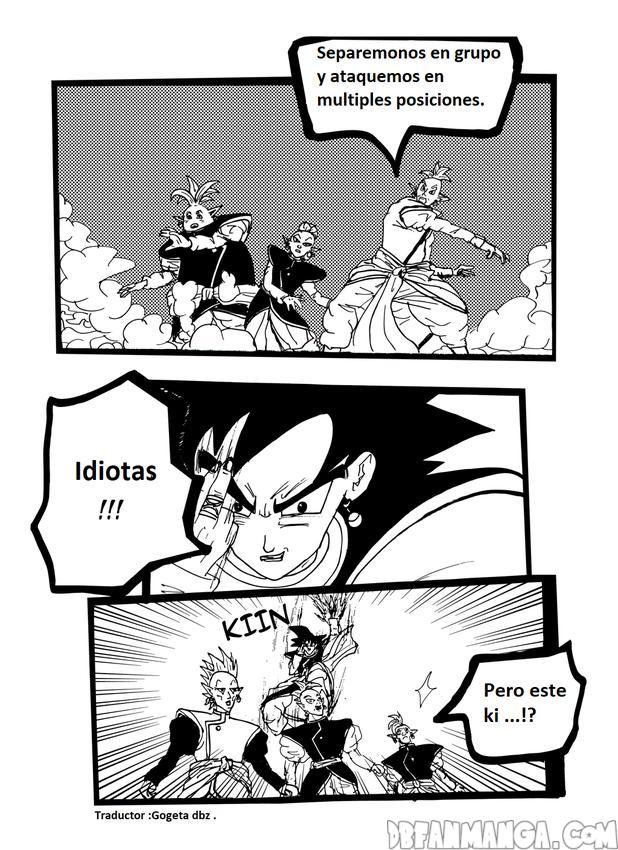 Separemonos en grupo
y ataquemos en
multiples posiciones.
Idiotas
!!!
KIIN
Pero este
ki ...!?
Traductor :Gogeta dbz .
DBFANMANGA.COM